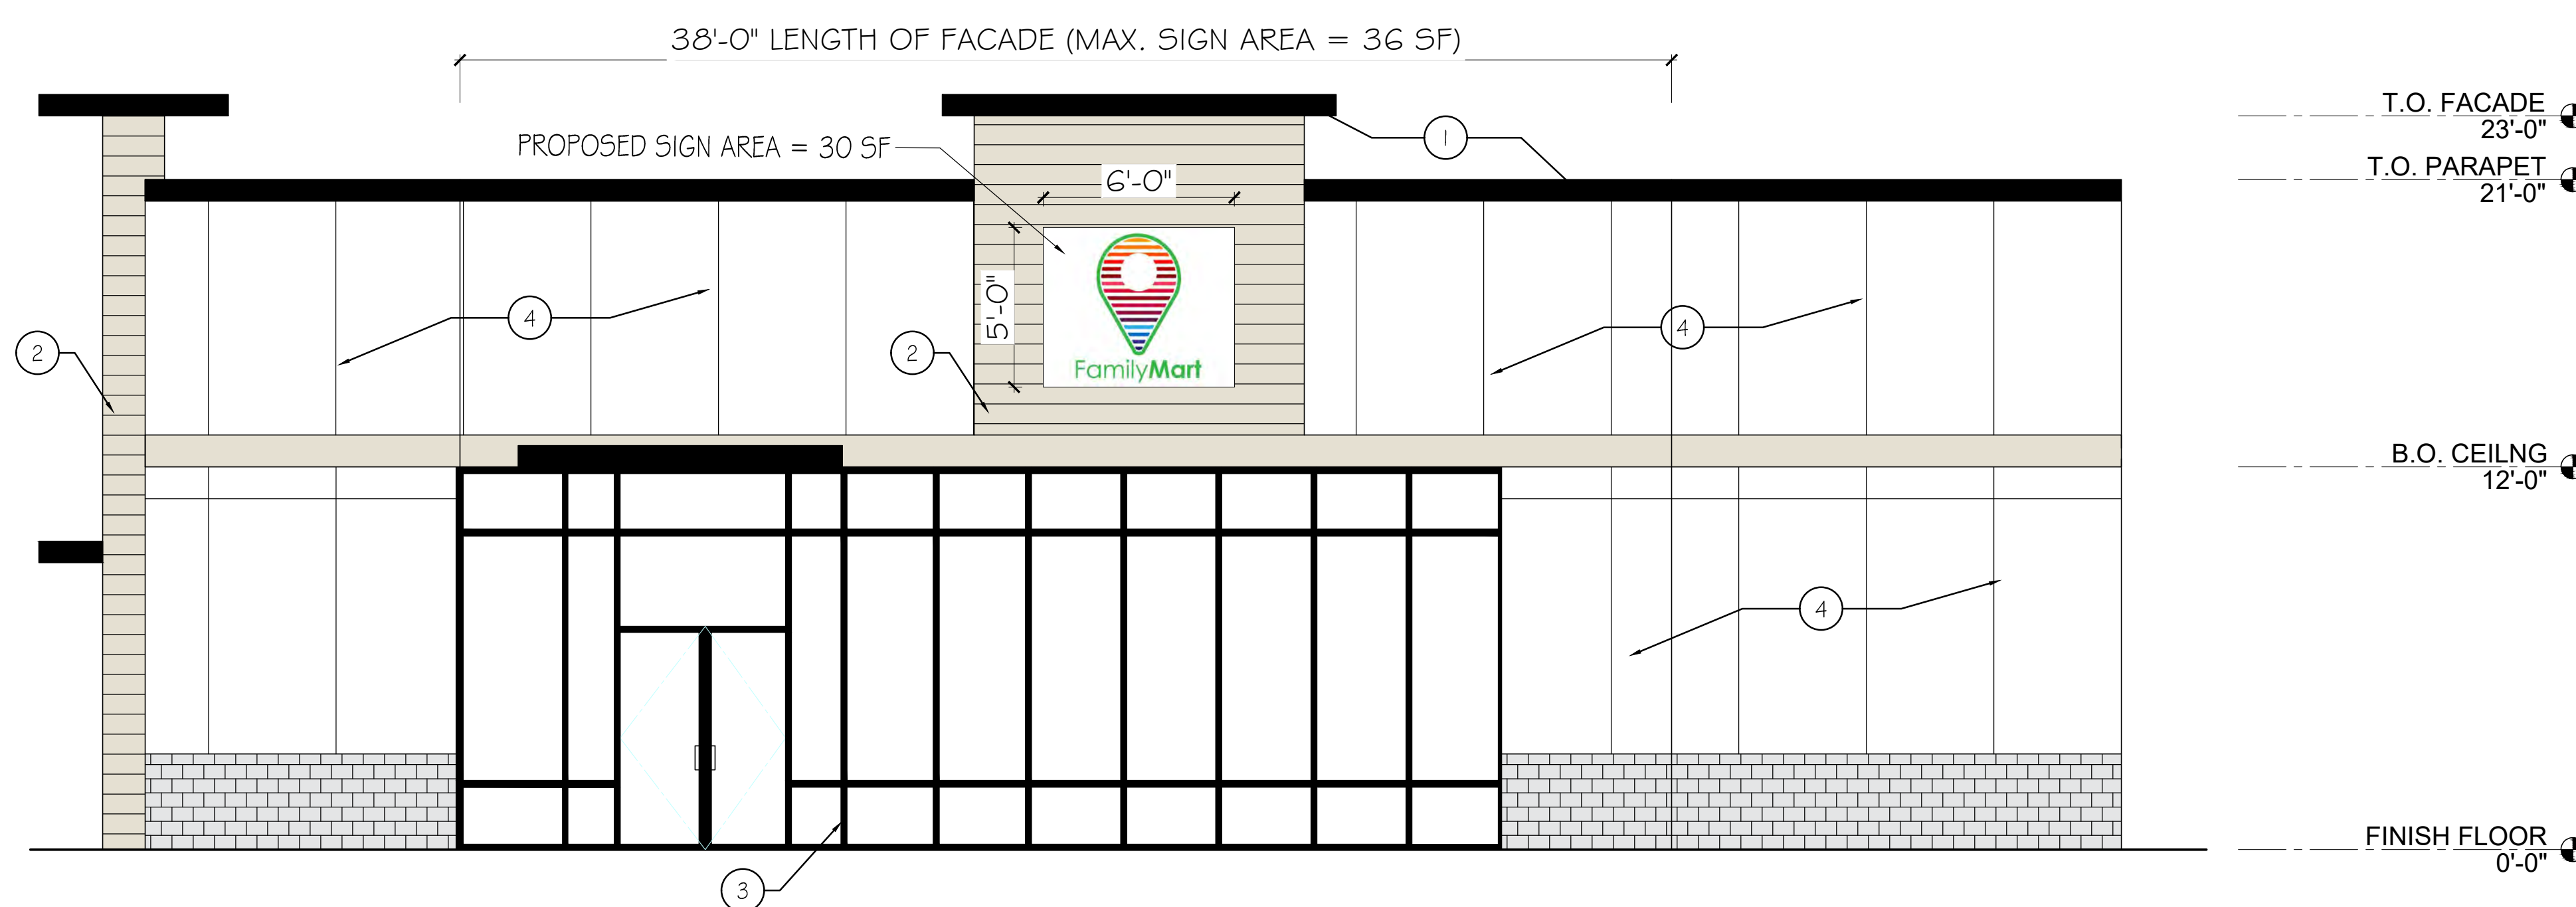 38'-0" LENGTH OF FACADE (MAX. SIGN AREA = 36 SF)
T.O. FACADE
23'-0"
PROPOSED SIGN AREA = 30 SF
1
T.O. PARAPET
21'-0"
6'-0"
5'-0"
FamilyMart
4
4
2
2
B.O. CEILNG
12'-0"
4
FINISH FLOOR
0'-0"
3